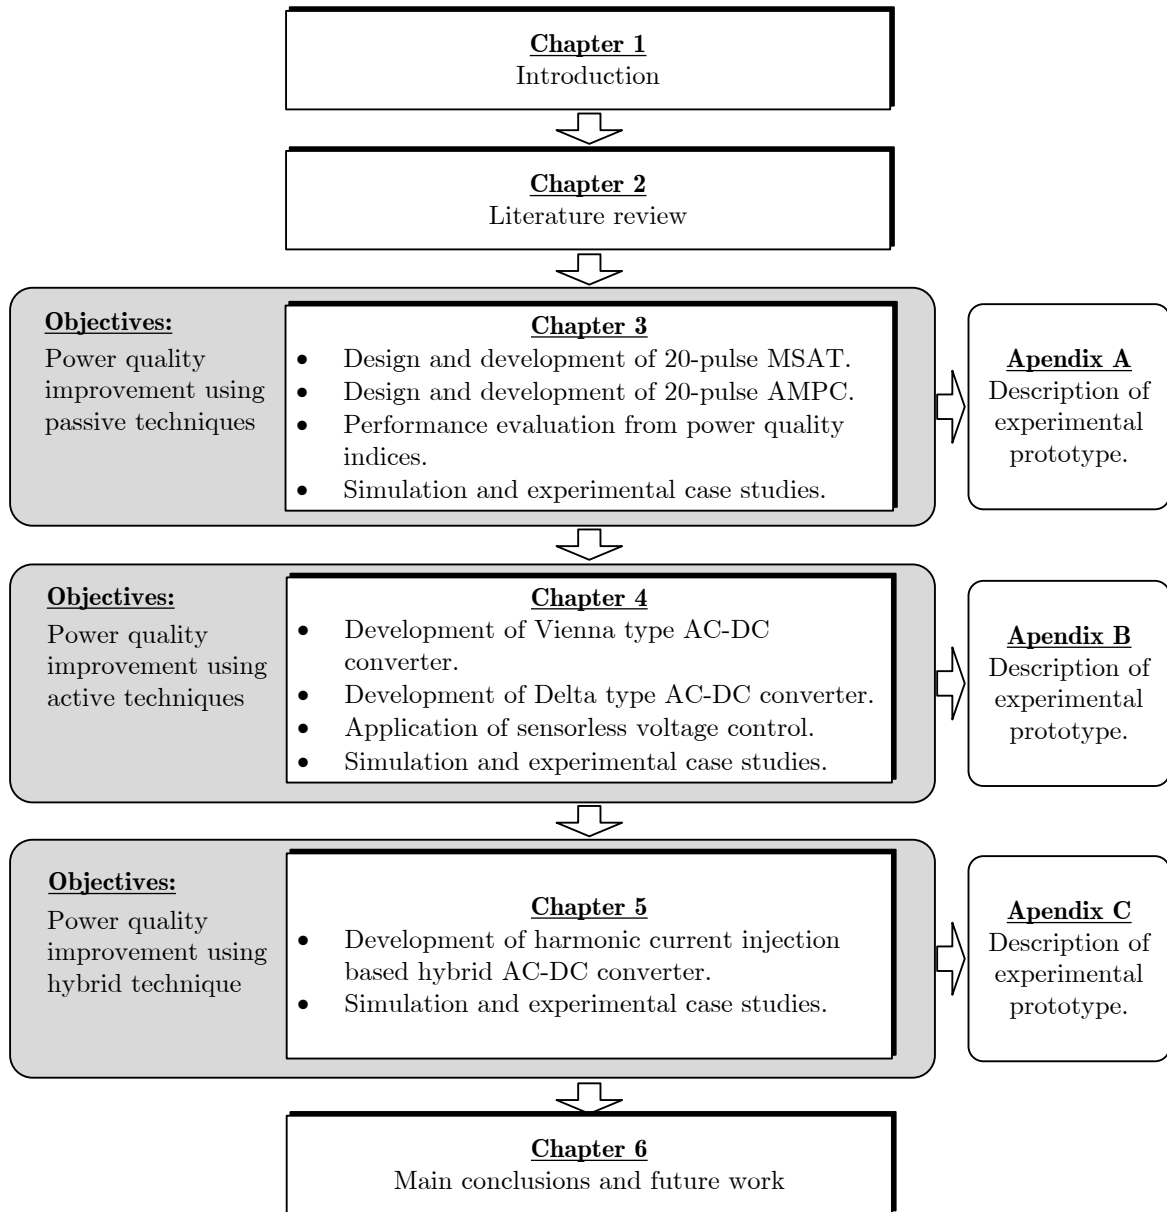 Chapter 1
Introduction
Chapter 2
Literature review
Objectives:
Power quality
improvement using
passive techniques
Chapter 3
• Design and development of 20-pulse MSAT.
• Design and development of 20-pulse AMPC.
• Performance evaluation from power quality
indices.
• Simulation and experimental case studies.
Apendix A
Description of
experimental
prototype.
Objectives:
Power quality
improvement using
active techniques
Chapter 4
• Development of Vienna type AC-DC
converter.
• Development of Delta type AC-DC converter.
• Application of sensorless voltage control.
• Simulation and experimental case studies.
Apendix B
Description of
experimental
prototype.
Objectives:
Power quality
improvement using
hybrid technique
Chapter 5
• Development of harmonic current injection
based hybrid AC-DC converter.
• Simulation and experimental case studies.
Apendix C
Description of
experimental
prototype.
Chapter 6
Main conclusions and future work